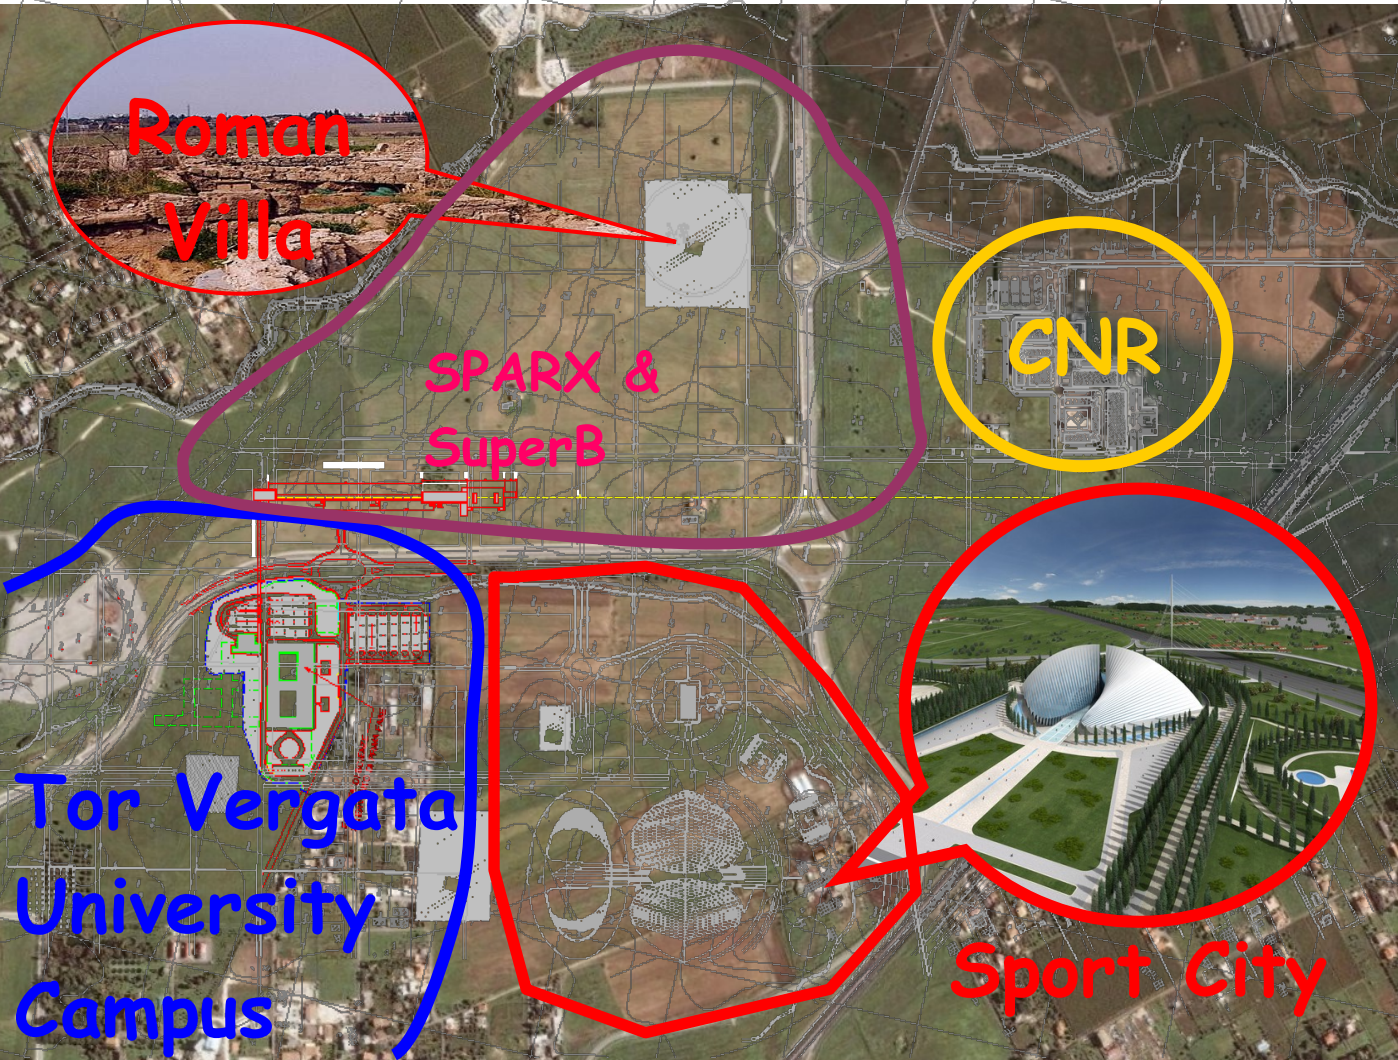 Roman
Villa
SPARX &
SuperB
CNR
Tor Vergata
University
Campus
Sport City